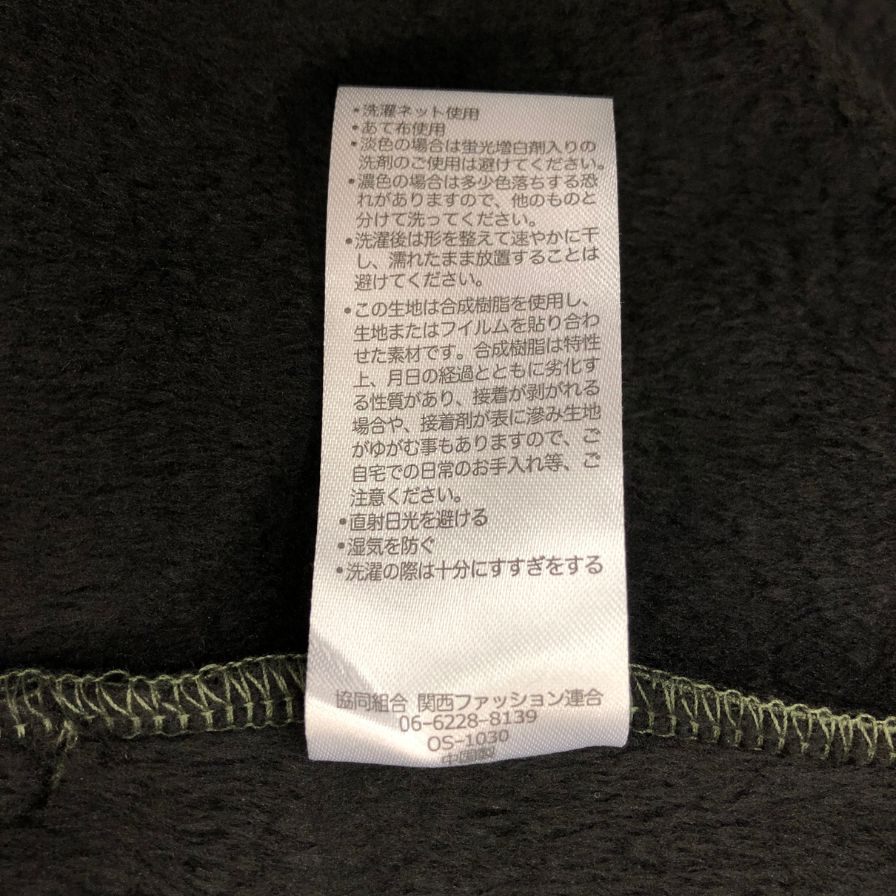 ・洗濯ネット使用
・あて布使用
・淡色の場合は蛍光増白剤入りの
洗剤のご使用は避けてください。
・濃色の場合は多少色落ちする恐
れがありますので、他のものと
分けて洗ってください。
・洗濯後は形を整えて速やかに干
し、濡れたまま放置することは
避けてください。
・この生地は合成樹脂を使用し、
生地またはフイルムを貼り合わ
せた素材です。合成樹脂は特性
上、月日の経過とともに劣化す
る性質があり、接着が剥がれる
場合や、接着剤が表に滲み生地
がゆがむ事もありますので、ご
自宅での日常のお手入れ等、ご
注意ください。
・直射日光を避ける
・湿気を防ぐ
・洗濯の際は十分にすすぎをする
協同組合 関西ファッション連合
06-6228-8139
OS-1030
中国製